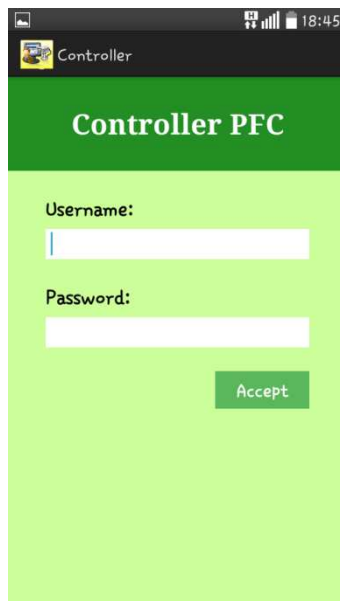 H 18:45
Controller
Controller PFC
Username:
Password:
Accept